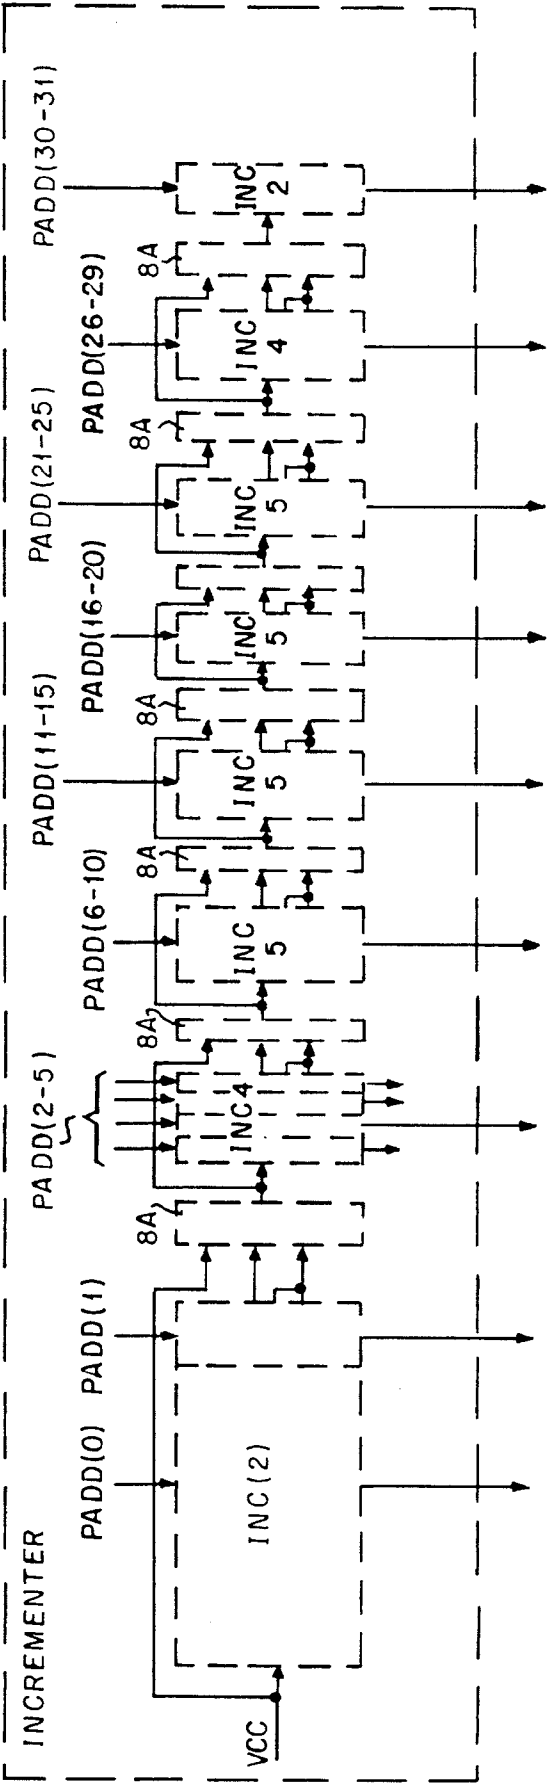 INCREMENTER
PADD(0)
PADD(1)
PADD(2-5)
PADD(6-10)
PADD(11-15)
PADD(16-20)
PADD(21-25)
PADD(26-29)
PADD(30-31)
8A
8A
8A
8A
8A
8A
VCC
INC(2)
INC4
INC
5
INC
5
INC
5
INC
5
INC
4
INC
2